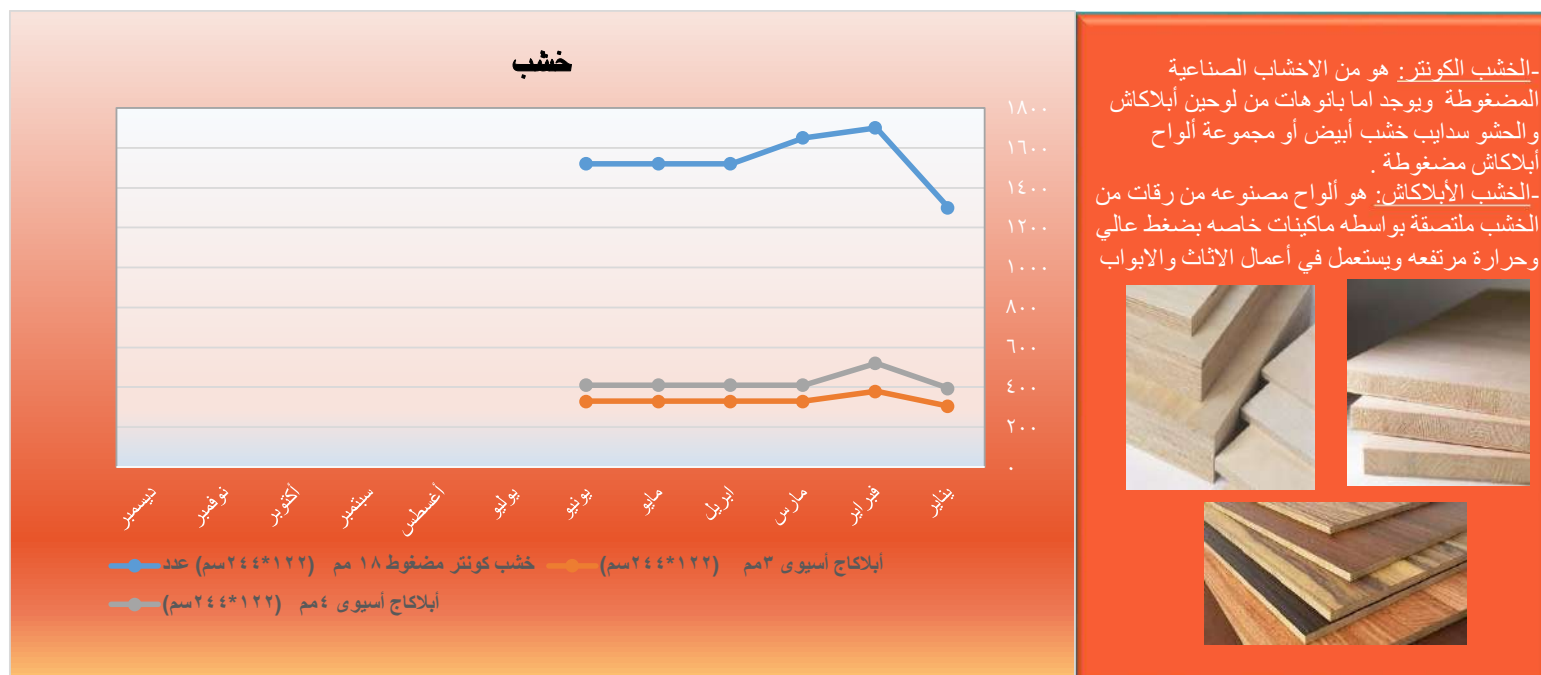 خشب
١٨٠٠
١٦٠٠
١٤٠٠
١٢٠٠
١٠٠٠
٨٠٠
٦٠٠
٤٠٠
٢٠٠
٠
يناير
فبراير
مارس
ابريل
مايو
يونيو
يوليو
أغسطس
سبتمبر
أكتوبر
نوفمبر
ديسمبر
خشب كونتر مضغوط ١٨ مم (١٢٢*٢٤٤سم) عدد
أبلاكاج أسيوى ٣مم (١٢٢*٢٤٤سم)
أبلاكاج أسيوى ٤مم (١٢٢*٢٤٤سم)
-الخشب الكونتر: هو من الاخشاب الصناعية
المضغوطة ويوجد اما بانوهات من لوحين أبلاكاش
والحشو سدايب خشب أبيض أو مجموعة ألواح
أبلاكاش مضغوطة .
-الخشب الأبلاكاش: هو ألواح مصنوعه من رقات من
الخشب ملتصقة بواسطه ماكينات خاصه بضغط عالي
وحرارة مرتفعه ويستعمل في أعمال الاثاث والابواب